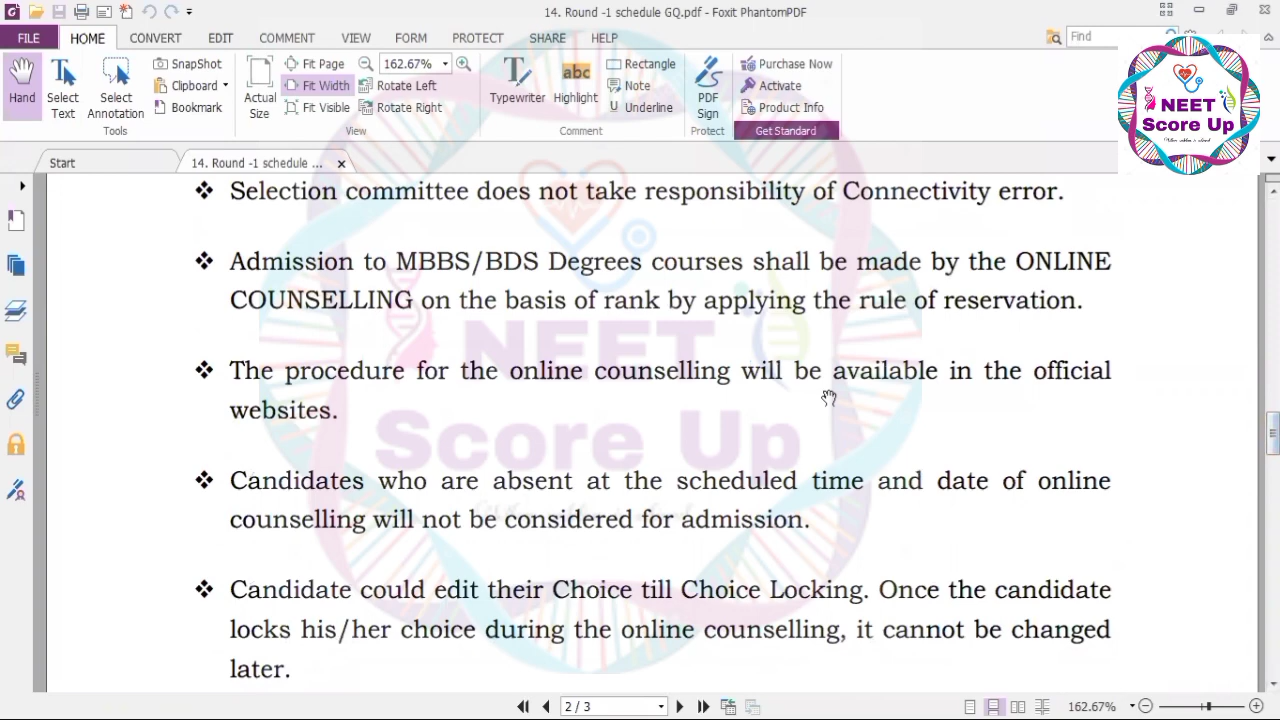 14. Round -1 schedule GQ.pdf - Foxit PhantomPDF
FILE HOME CONVERT EDIT COMMENT VIEW FORM PROTECT SHARE HELP Find
SnapShot Fit Page 162.67% Rectangle Purchase Now
Hand Select Text Select Annotation Clipboard Actual Size Fit Width Rotate Left Typewriter Highlight Note PDF Sign Activate
Bookmark Fit Visible Rotate Right Underline Product Info
Tools View Comment Protect Get Standard
NEET
Score Up
Start 14. Round -1 schedule ...
❖ Selection committee does not take responsibility of Connectivity error.
❖ Admission to MBBS/BDS Degrees courses shall be made by the ONLINE
COUNSELLING on the basis of rank by applying the rule of reservation.
❖ The procedure for the online counselling will be available in the official
websites.
❖ Candidates who are absent at the scheduled time and date of online
counselling will not be considered for admission.
❖ Candidate could edit their Choice till Choice Locking. Once the candidate
locks his/her choice during the online counselling, it cannot be changed
later.
NEET
Score Up
2 / 3 162.67%